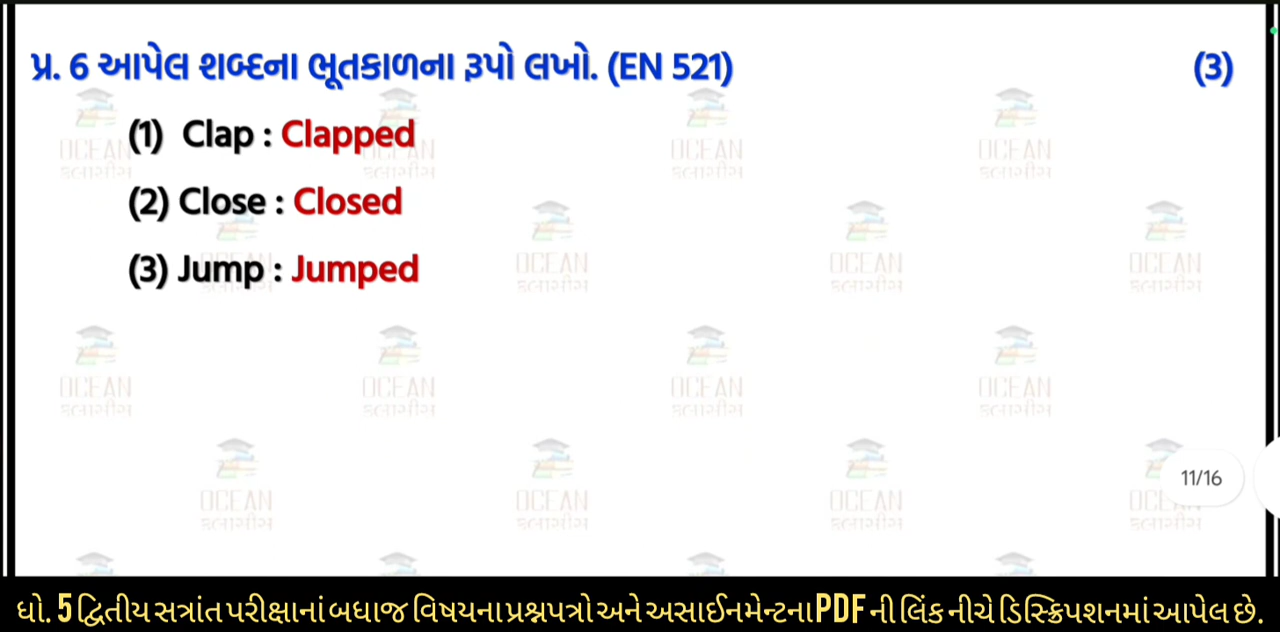 પ્ર. 6 આપેલ શબ્દના ભૂતકાળના રૂપો લખો. (EN 521) (3)
(1) Clap : Clapped
(2) Close : Closed
(3) Jump : Jumped
OCEAN
ક્લાસીસ
11/16
ધો. 5 દ્વિતીય સત્રાંત પરીક્ષાનાં બધાજ વિષયના પ્રશ્નપત્રો અને અસાઈનમેન્ટના PDF ની લિંક નીચે ડિસ્ક્રિપશનમાં આપેલ છે.